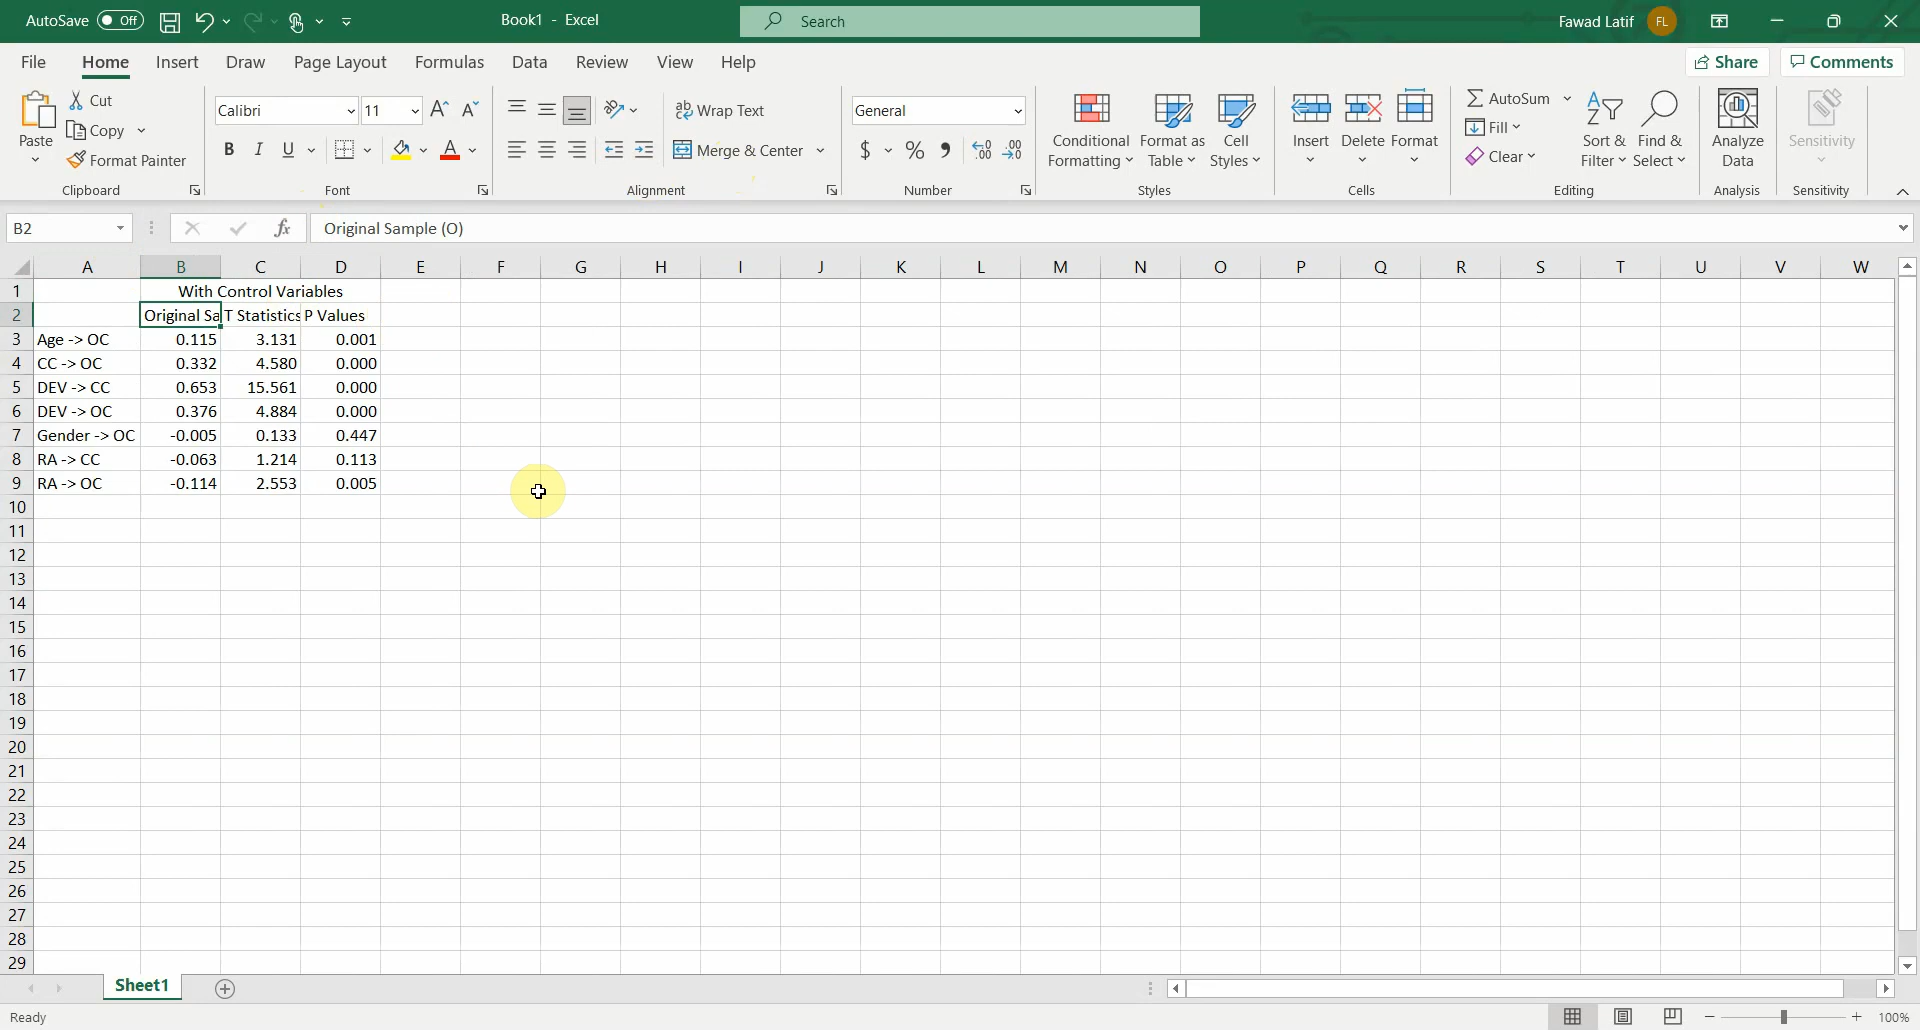 AutoSave Off Book1 - Excel Search Fawad Latif FL
File Home Insert Draw Page Layout Formulas Data Review View Help Share Comments
Paste Cut Copy Format Painter Clipboard
Calibri 11 B I U A Font
Wrap Text Merge & Center Alignment
General $ % Number
Conditional Formatting Format as Table Cell Styles Styles
Insert Delete Format Cells
AutoSum Fill Clear Sort & Filter Find & Select Editing
Analyze Data Analysis
Sensitivity Sensitivity
B2 fx Original Sample (O)
A B C D E F G H I J K L M N O P Q R S T U V W
1 With Control Variables
2 Original Sa T Statistics P Values
3 Age -> OC 0.115 3.131 0.001
4 CC -> OC 0.332 4.580 0.000
5 DEV -> CC 0.653 15.561 0.000
6 DEV -> OC 0.376 4.884 0.000
7 Gender -> OC -0.005 0.133 0.447
8 RA -> CC -0.063 1.214 0.113
9 RA -> OC -0.114 2.553 0.005
10
11
12
13
14
15
16
17
18
19
20
21
22
23
24
25
26
27
28
29
Sheet1
Ready 100%